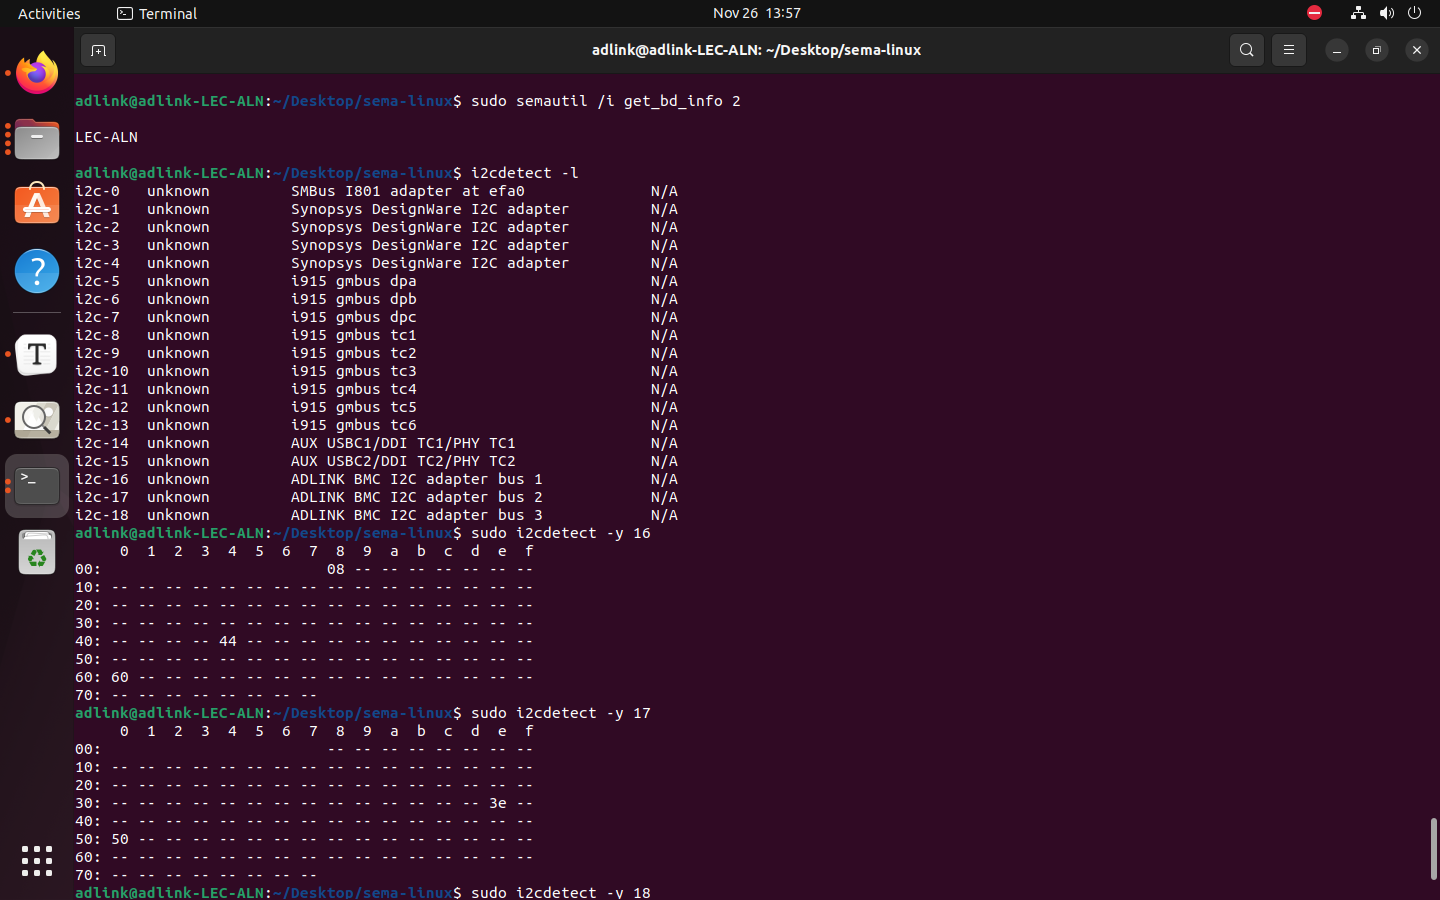 Activities
Terminal
Nov 26 13:57
adlink@adlink-LEC-ALN: ~/Desktop/sema-linux
adlink@adlink-LEC-ALN:~/Desktop/sema-linux$ sudo semautil /i get_bd_info 2
LEC-ALN
adlink@adlink-LEC-ALN:~/Desktop/sema-linux$ i2cdetect -l
i2c-0 unknown SMBus I801 adapter at efa0 N/A
i2c-1 unknown Synopsys DesignWare I2C adapter N/A
i2c-2 unknown Synopsys DesignWare I2C adapter N/A
i2c-3 unknown Synopsys DesignWare I2C adapter N/A
i2c-4 unknown Synopsys DesignWare I2C adapter N/A
i2c-5 unknown i915 gmbus dpa N/A
i2c-6 unknown i915 gmbus dpb N/A
i2c-7 unknown i915 gmbus dpc N/A
i2c-8 unknown i915 gmbus tc1 N/A
i2c-9 unknown i915 gmbus tc2 N/A
i2c-10 unknown i915 gmbus tc3 N/A
i2c-11 unknown i915 gmbus tc4 N/A
i2c-12 unknown i915 gmbus tc5 N/A
i2c-13 unknown i915 gmbus tc6 N/A
i2c-14 unknown AUX USBC1/DDI TC1/PHY TC1 N/A
i2c-15 unknown AUX USBC2/DDI TC2/PHY TC2 N/A
i2c-16 unknown ADLINK BMC I2C adapter bus 1 N/A
i2c-17 unknown ADLINK BMC I2C adapter bus 2 N/A
i2c-18 unknown ADLINK BMC I2C adapter bus 3 N/A
adlink@adlink-LEC-ALN:~/Desktop/sema-linux$ sudo i2cdetect -y 16
0 1 2 3 4 5 6 7 8 9 a b c d e f
00: 08 -- -- -- -- -- -- --
10: -- -- -- -- -- -- -- -- -- -- -- -- -- -- -- --
20: -- -- -- -- -- -- -- -- -- -- -- -- -- -- -- --
30: -- -- -- -- -- -- -- -- -- -- -- -- -- -- -- --
40: -- -- -- -- 44 -- -- -- -- -- -- -- -- -- -- --
50: -- -- -- -- -- -- -- -- -- -- -- -- -- -- -- --
60: 60 -- -- -- -- -- -- -- -- -- -- -- -- -- -- --
70: -- -- -- -- -- -- -- --
adlink@adlink-LEC-ALN:~/Desktop/sema-linux$ sudo i2cdetect -y 17
0 1 2 3 4 5 6 7 8 9 a b c d e f
00: -- -- -- -- -- -- -- --
10: -- -- -- -- -- -- -- -- -- -- -- -- -- -- -- --
20: -- -- -- -- -- -- -- -- -- -- -- -- -- -- -- --
30: -- -- -- -- -- -- -- -- -- -- -- -- -- -- 3e --
40: -- -- -- -- -- -- -- -- -- -- -- -- -- -- -- --
50: 50 -- -- -- -- -- -- -- -- -- -- -- -- -- -- --
60: -- -- -- -- -- -- -- -- -- -- -- -- -- -- -- --
70: -- -- -- -- -- -- -- --
adlink@adlink-LEC-ALN:~/Desktop/sema-linux$ sudo i2cdetect -y 18